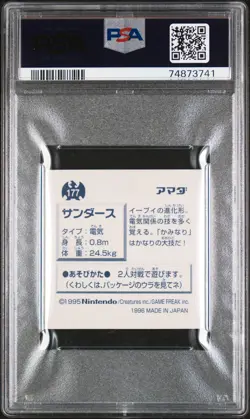 PSA
74873741
177
アマダ
サンダース
タイプ：電気
身　長：0.8m
体　重：24.5kg
イーブイの進化形。
電気関係の技を多く
覚える。「かみなり」
はかなりの大技だ！
●あそびかた● 2人対戦で遊びます。
(くわしくは、パッケージのウラを見てネ)
©1995 Nintendo/Creatures inc./GAME FREAK inc.
1998 MADE IN JAPAN